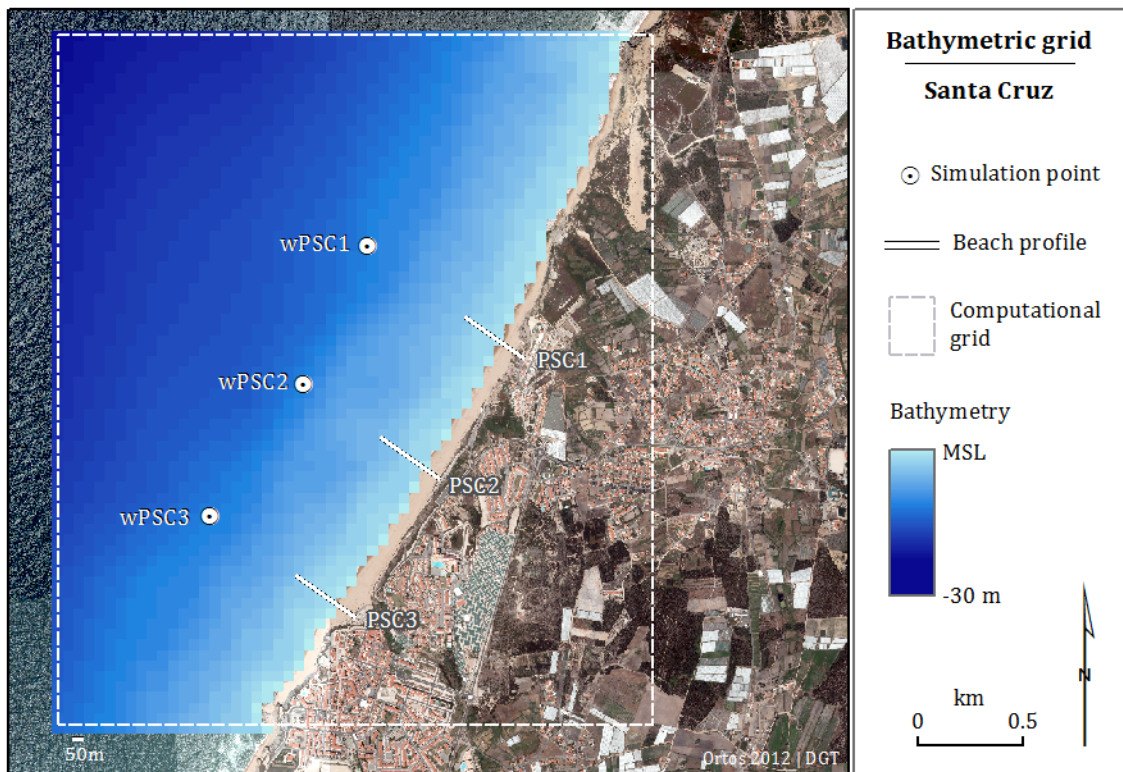 wPSC1
PSC1
wPSC2
PSC2
wPSC3
PSC3
50m
Ortos 2012 | DGT
Bathymetric grid
Santa Cruz
Simulation point
Beach profile
Computational
grid
Bathymetry
MSL
-30 m
km
0 0.5
N